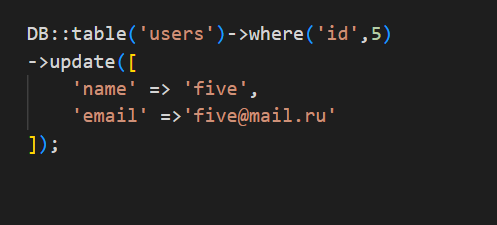 DB::table('users')->where('id',5)
->update([
    'name' => 'five',
    'email' =>'five@mail.ru'
]);